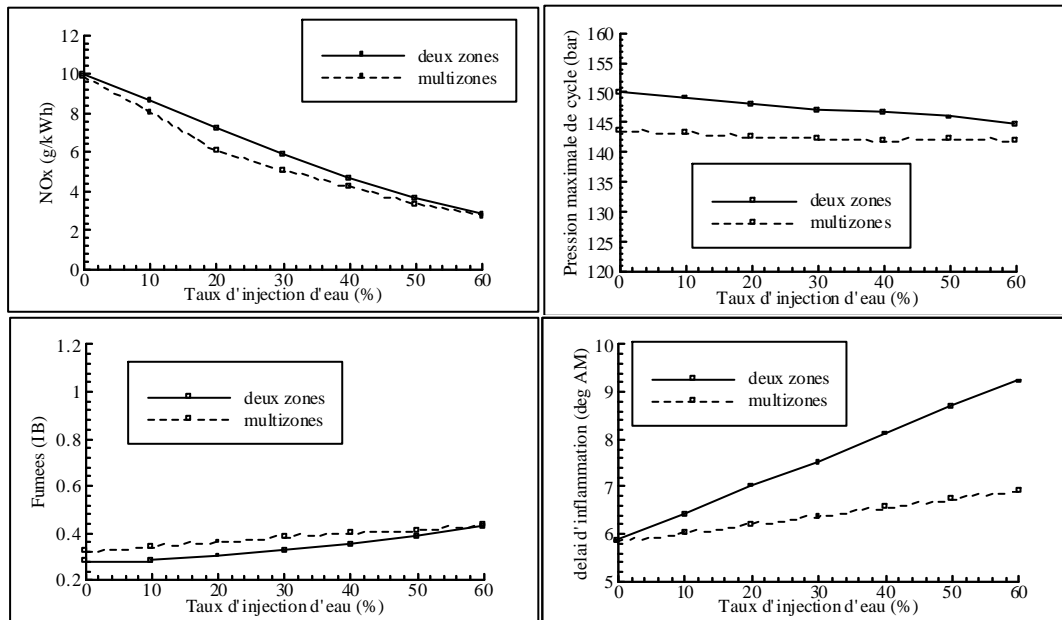 12
10
8
6
4
2
0
NOx (g/kWh)
deux zones
multizones
0 10 20 30 40 50 60
Taux d'injection d'eau (%)
160
155
150
145
140
135
130
125
120
Pression maximale de cycle (bar)
deux zones
multizones
0 10 20 30 40 50 60
Taux d'injection d'eau (%)
1.2
1
0.8
0.6
0.4
0.2
Fumees (IB)
deux zones
multizones
0 10 20 30 40 50 60
Taux d'injection d'eau (%)
10
9
8
7
6
5
delai d'inflammation (deg AM)
deux zones
multizones
0 10 20 30 40 50 60
Taux d'injection d'eau (%)